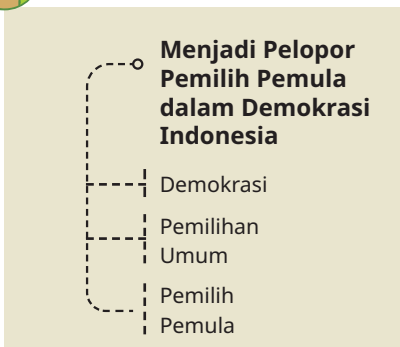 Menjadi Pelopor
Pemilih Pemula
dalam Demokrasi
Indonesia
Demokrasi
Pemilihan
Umum
Pemilih
Pemula